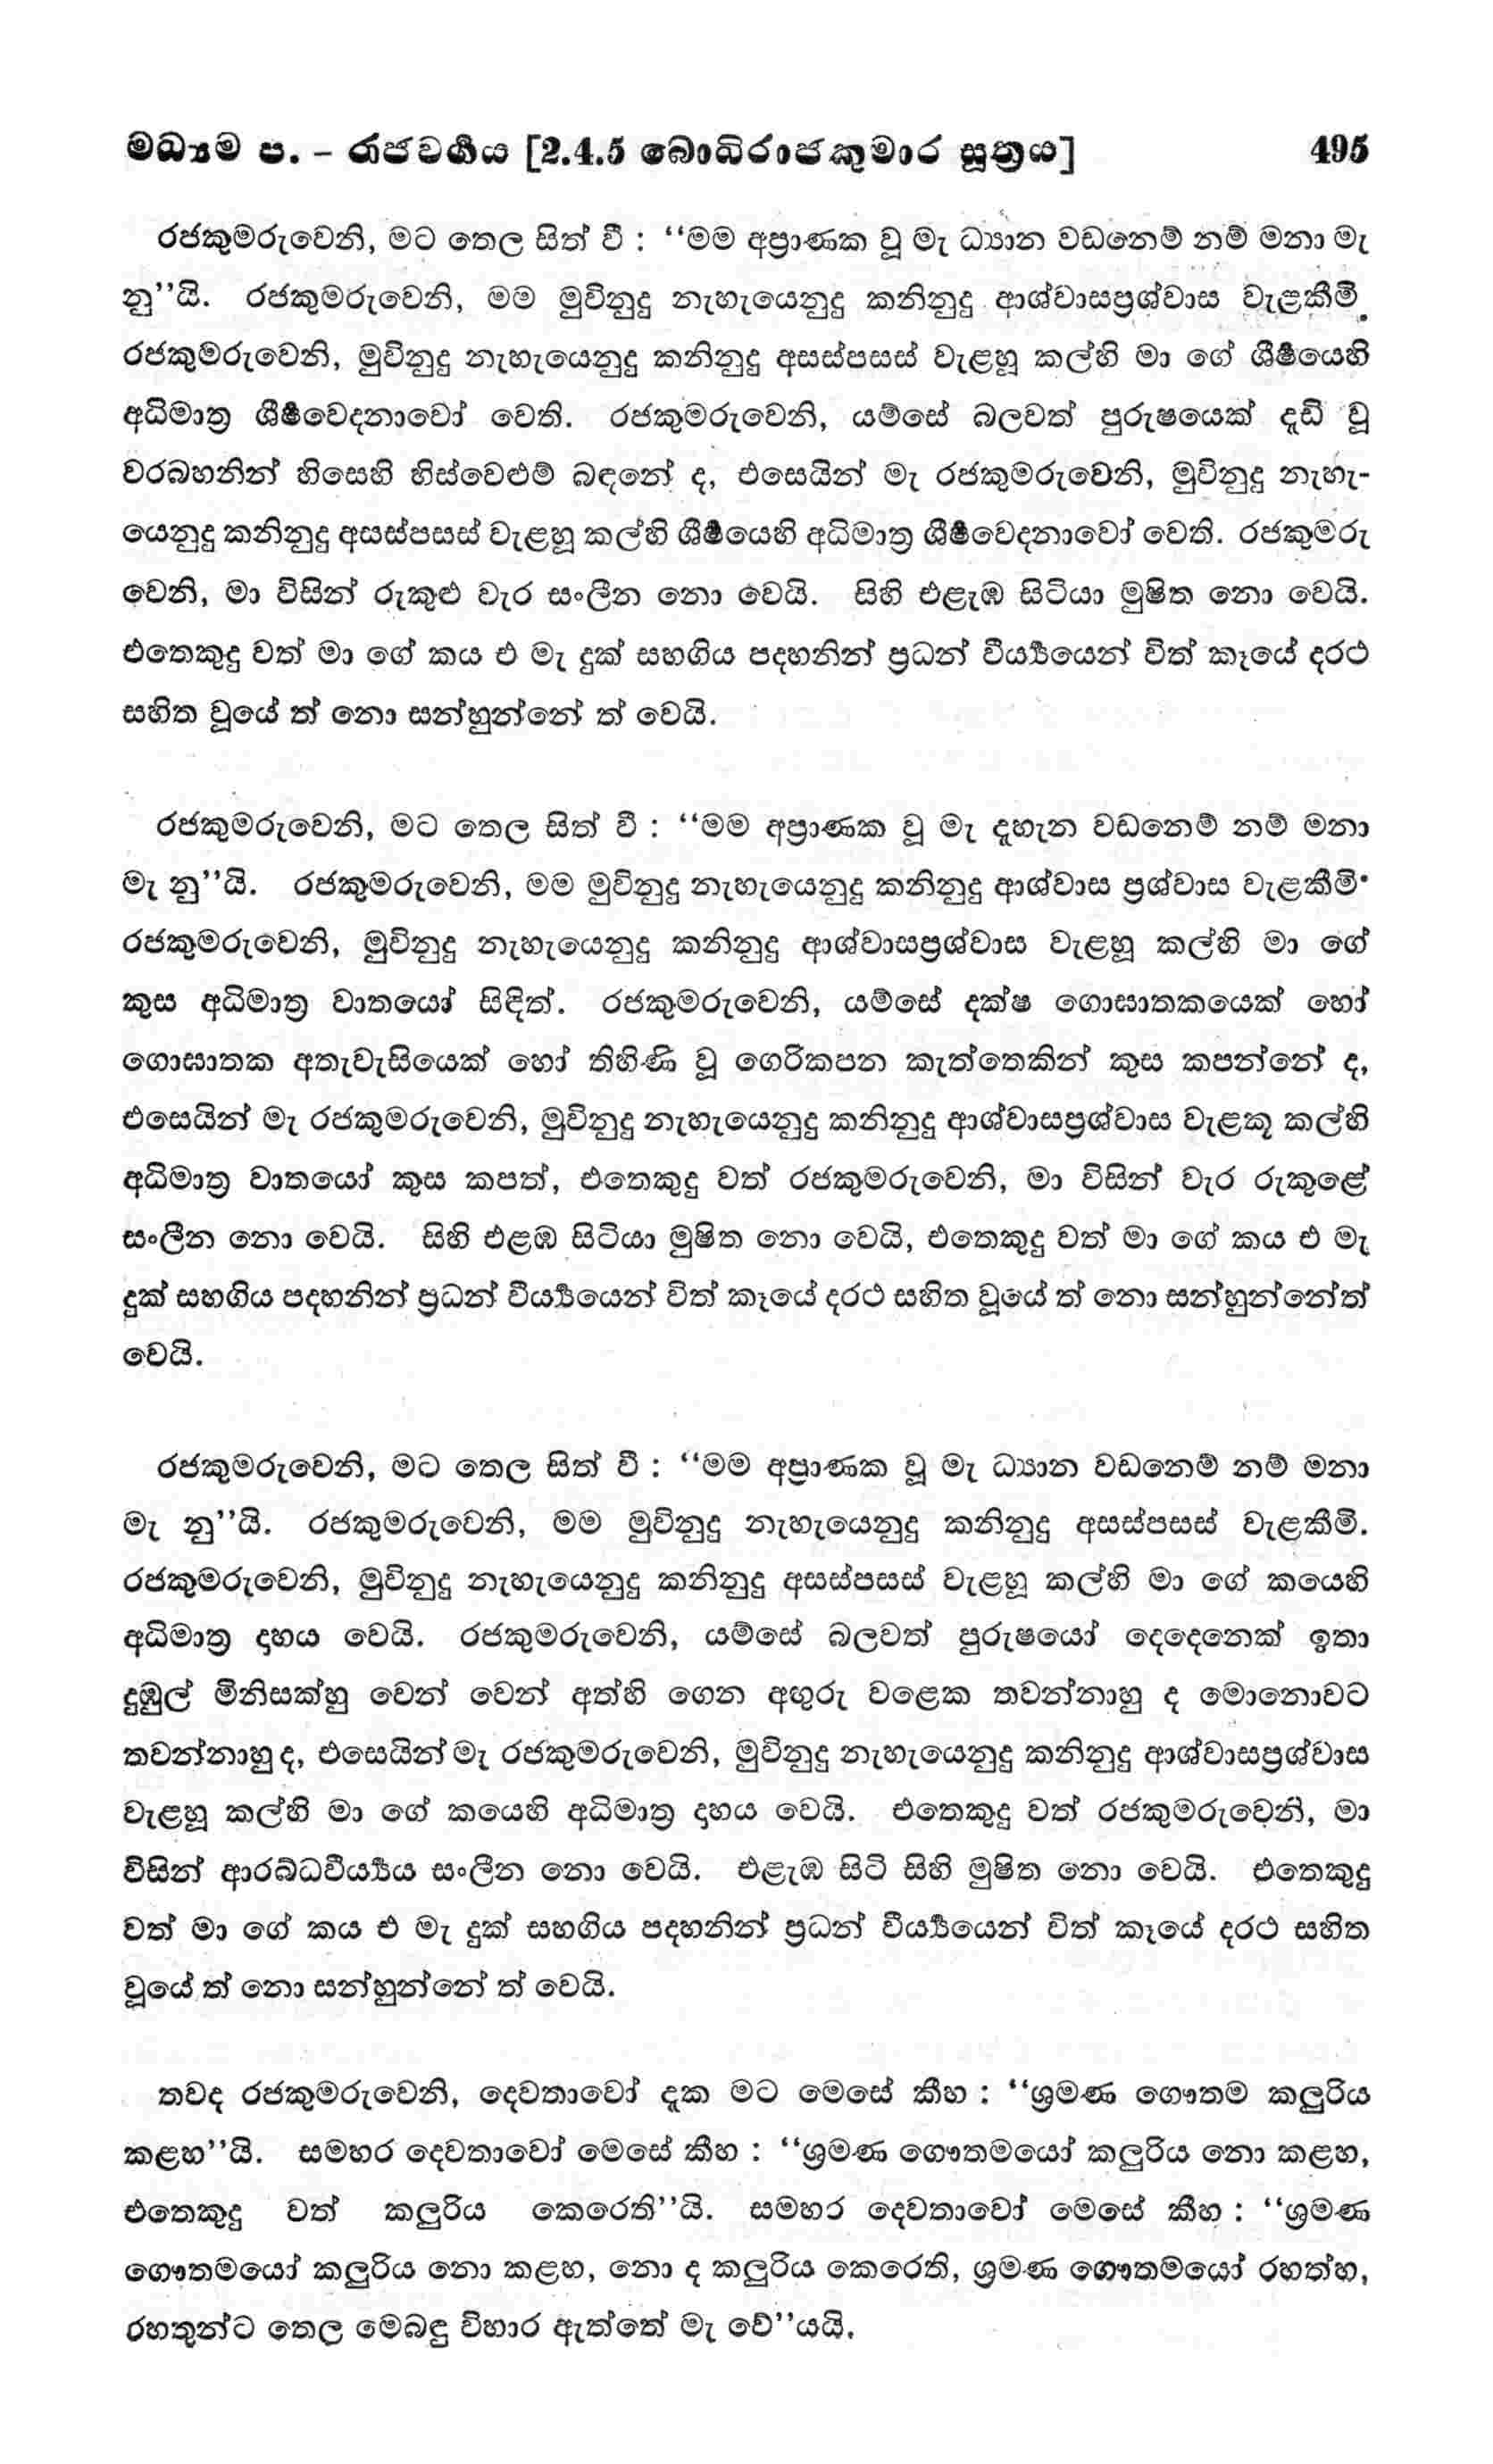 මධ්‍යම ප. – රාජවර්‍ගය [2.4.5 බොධිරාජකුමාර සූත්‍රය] 495
රජකුමරුවෙනි, මට තෙල සිත් වී : ‘‘මම අප්‍රාණක වූ මැ ධ්‍යාන වඩනෙම් නම් මනා මැ
නු’’යි. රජකුමරුවෙනි, මම මුවිනුදු නැහැයෙනුදු කනිනුදු ආශ්වාසප්‍රශ්වාස වැළකීමි.
රජකුමරුවෙනි, මුවිනුදු නැහැයෙනුදු කනිනුදු අසස්පසස් වැළහූ කල්හි මා ගේ ශීර්‍ෂයෙහි
අධිමාත්‍ර ශීර්‍ෂවෙදනාවෝ වෙති. රජකුමරුවෙනි, යම්සේ බලවත් පුරුෂයෙක් දෘඩි වූ
වරබහනින් හිසෙහි හිස්වෙළුම් බඳනේ ද, එසෙයින් මැ රජකුමරුවෙනි, මුවිනුදු නැහැ-
යෙනුදු කනිනුදු අසස්පසස් වැළහූ කල්හි ශීර්‍ෂයෙහි අධිමාත්‍ර ශීර්‍ෂවෙදනාවෝ වෙති. රජකුමරු
වෙනි, මා විසින් රුකුළු වැර සංලීන නො වෙයි. සිහි එළැඹ සිටියා මුෂිත නො වෙයි.
එතෙකුදු වත් මා ගේ කය එ මැ දුක් සහගිය පදහනින් ප්‍රධන් වීර්‍ය්‍යයෙන් විත් කෑයේ දරථ
සහිත වූයේ ත් නො සන්හුන්නේ ත් වෙයි.
රජකුමරුවෙනි, මට තෙල සිත් වී : ‘‘මම අප්‍රාණක වූ මැ දැහැන වඩනෙම් නම් මනා
මැ නු’’යි. රජකුමරුවෙනි, මම මුවිනුදු නැහැයෙනුදු කනිනුදු ආශ්වාස ප්‍රශ්වාස වැළකීමි.
රජකුමරුවෙනි, මුවිනුදු නැහැයෙනුදු කනිනුදු ආශ්වාසප්‍රශ්වාස වැළහූ කල්හි මා ගේ
කුස අධිමාත්‍ර වාතයෝ සිඳිත්. රජකුමරුවෙනි, යම්සේ දක්ෂ ගොඝාතකයෙක් හෝ
ගොඝාතක අතැවැසියෙක් හෝ තිහිණි වූ ගෙරිකපන කැත්තෙකින් කුස කපන්නේ ද,
එසෙයින් මැ රජකුමරුවෙනි, මුවිනුදු නැහැයෙනුදු කනිනුදු ආශ්වාසප්‍රශ්වාස වැළකූ කල්හි
අධිමාත්‍ර වාතයෝ කුස කපත්, එතෙකුදු වත් රජකුමරුවෙනි, මා විසින් වැර රුකුළේ
සංලීන නො වෙයි. සිහි එළඹ සිටියා මුෂිත නො වෙයි, එතෙකුදු වත් මා ගේ කය එ මැ
දුක් සහගිය පදහනින් ප්‍රධන් වීර්‍ය්‍යයෙන් විත් කෑයේ දරථ සහිත වූයේ ත් නො සන්හුන්නේත්
වෙයි.
රජකුමරුවෙනි, මට තෙල සිත් වී : ‘‘මම අප්‍රාණක වූ මැ ධ්‍යාන වඩනෙම් නම් මනා
මැ නු’’යි. රජකුමරුවෙනි, මම මුවිනුදු නැහැයෙනුදු කනිනුදු අසස්පසස් වැළකීමි.
රජකුමරුවෙනි, මුවිනුදු නැහැයෙනුදු කනිනුදු අසස්පසස් වැළහූ කල්හි මා ගේ කයෙහි
අධිමාත්‍ර දාහය වෙයි. රජකුමරුවෙනි, යම්සේ බලවත් පුරුෂයෝ දෙදෙනෙක් ඉතා
දුඹුල් මිනිසක්හු වෙන් වෙන් අත්හි ගෙන අඟුරු වළෙක තවන්නාහු ද මොනොවට
තවන්නාහු ද, එසෙයින් මැ රජකුමරුවෙනි, මුවිනුදු නැහැයෙනුදු කනිනුදු ආශ්වාසප්‍රශ්වාස
වැළහූ කල්හි මා ගේ කයෙහි අධිමාත්‍ර දාහය වෙයි. එතෙකුදු වත් රජකුමරුවෙනි, මා
විසින් ආරබ්ධවීර්‍ය්‍යය සංලීන නො වෙයි. එළැඹ සිටි සිහි මුෂිත නො වෙයි. එතෙකුදු
වත් මා ගේ කය එ මැ දුක් සහගිය පදහනින් ප්‍රධන් වීර්‍ය්‍යයෙන් විත් කෑයේ දරථ සහිත
වූයේ ත් නො සන්හුන්නේ ත් වෙයි.
තවද රජකුමරුවෙනි, දෙවතාවෝ දැක මට මෙසේ කීහ : ‘‘ශ්‍රමණ ගෞතම කලුරිය
කළහ’’යි. සමහර දෙවතාවෝ මෙසේ කීහ : ‘‘ශ්‍රමණ ගෞතමයෝ කලුරිය නො කළහ,
එතෙකුදු වත් කලුරිය කෙරෙති’’යි. සමහර දෙවතාවෝ මෙසේ කීහ : ‘‘ශ්‍රමණ
ගෞතමයෝ කලුරිය නො කළහ, නො ද කලුරිය කෙරෙති, ශ්‍රමණ ගෞතමයෝ රහත්හ,
රහතුන්ට තෙල මෙබඳු විහාර ඇත්තේ මැ වේ’’යයි.